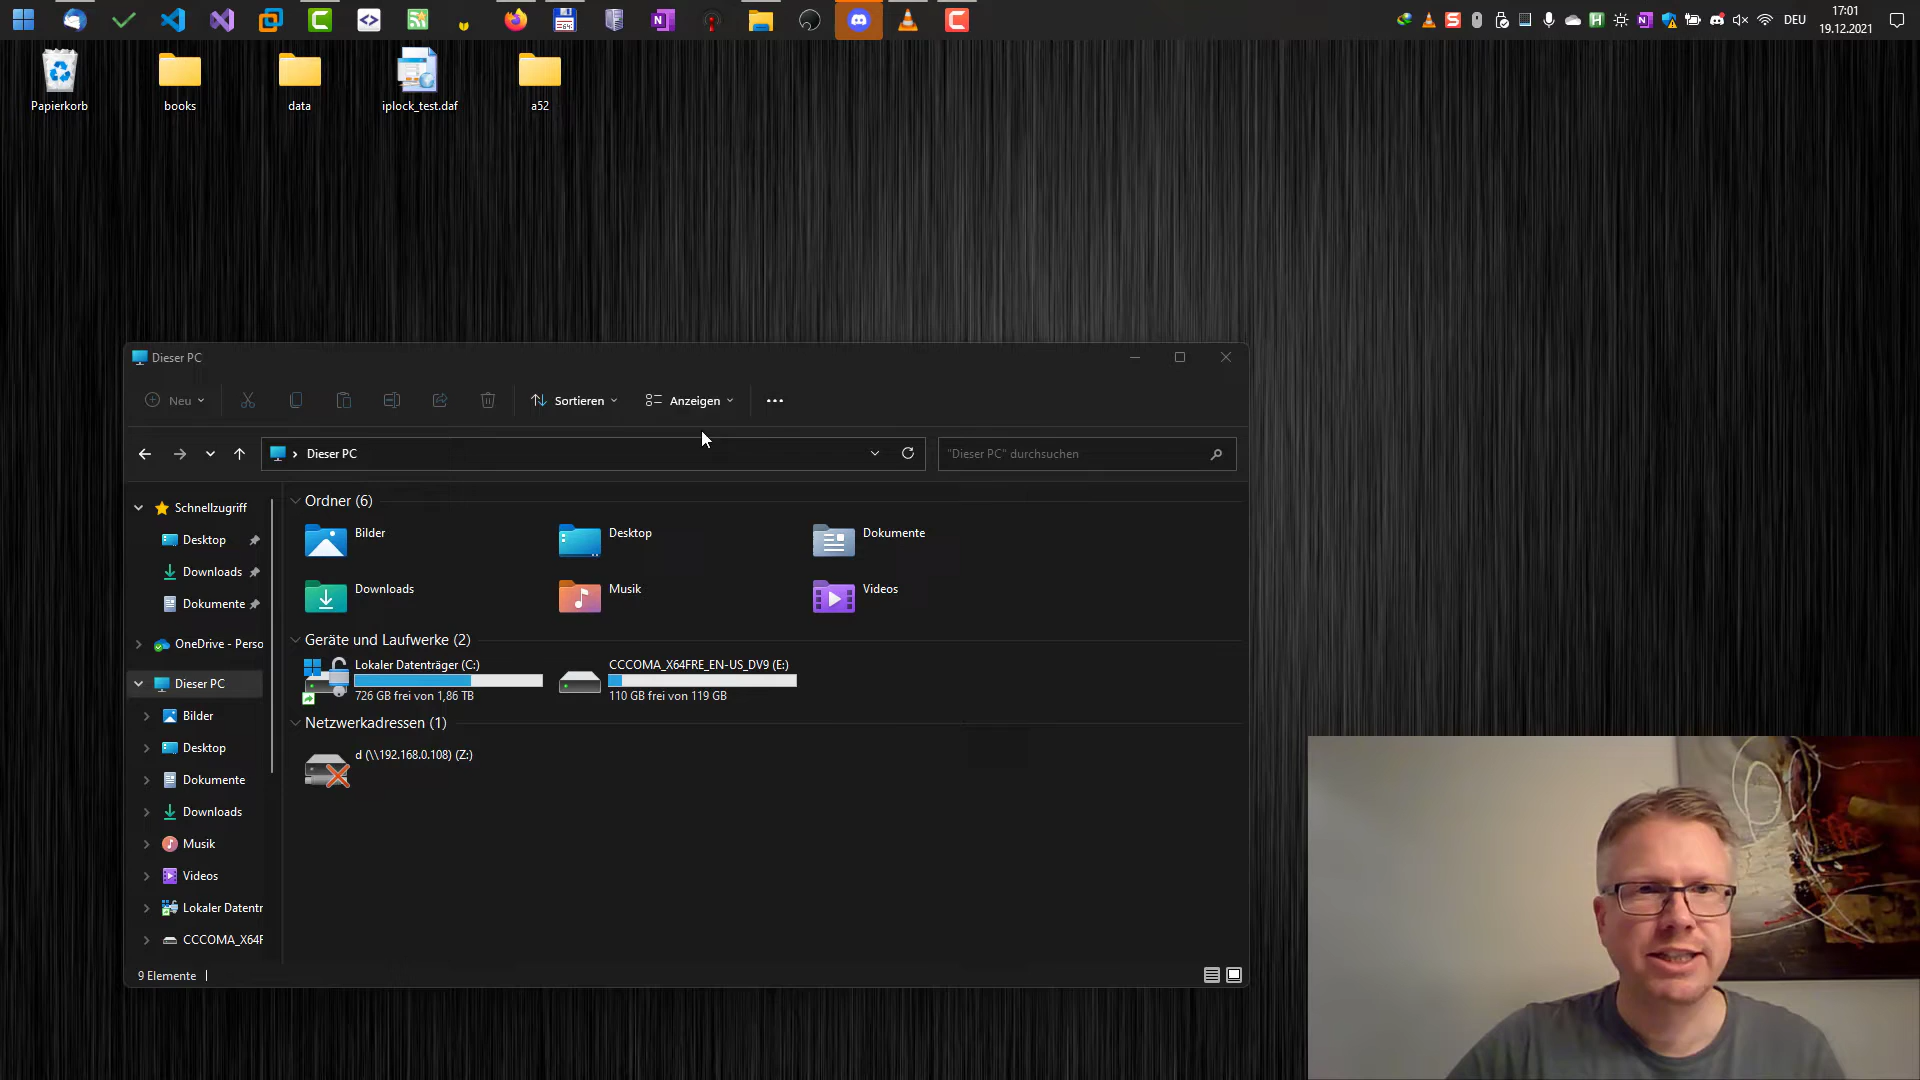 DEU
17:01
19.12.2021
Papierkorb
books
data
iplock_test.daf
a52
Dieser PC
Neu
Sortieren
Anzeigen
Dieser PC
"Dieser PC" durchsuchen
Schnellzugriff
Desktop
Downloads
Dokumente
OneDrive - Perso
Dieser PC
Bilder
Desktop
Dokumente
Downloads
Musik
Videos
Lokaler Datentr
CCCOMA_X64F
Ordner (6)
Bilder
Desktop
Dokumente
Downloads
Musik
Videos
Geräte und Laufwerke (2)
Lokaler Datenträger (C:)
726 GB frei von 1,86 TB
CCCOMA_X64FRE_EN-US_DV9 (E:)
110 GB frei von 119 GB
Netzwerkadressen (1)
d (\\192.168.0.108) (Z:)
9 Elemente